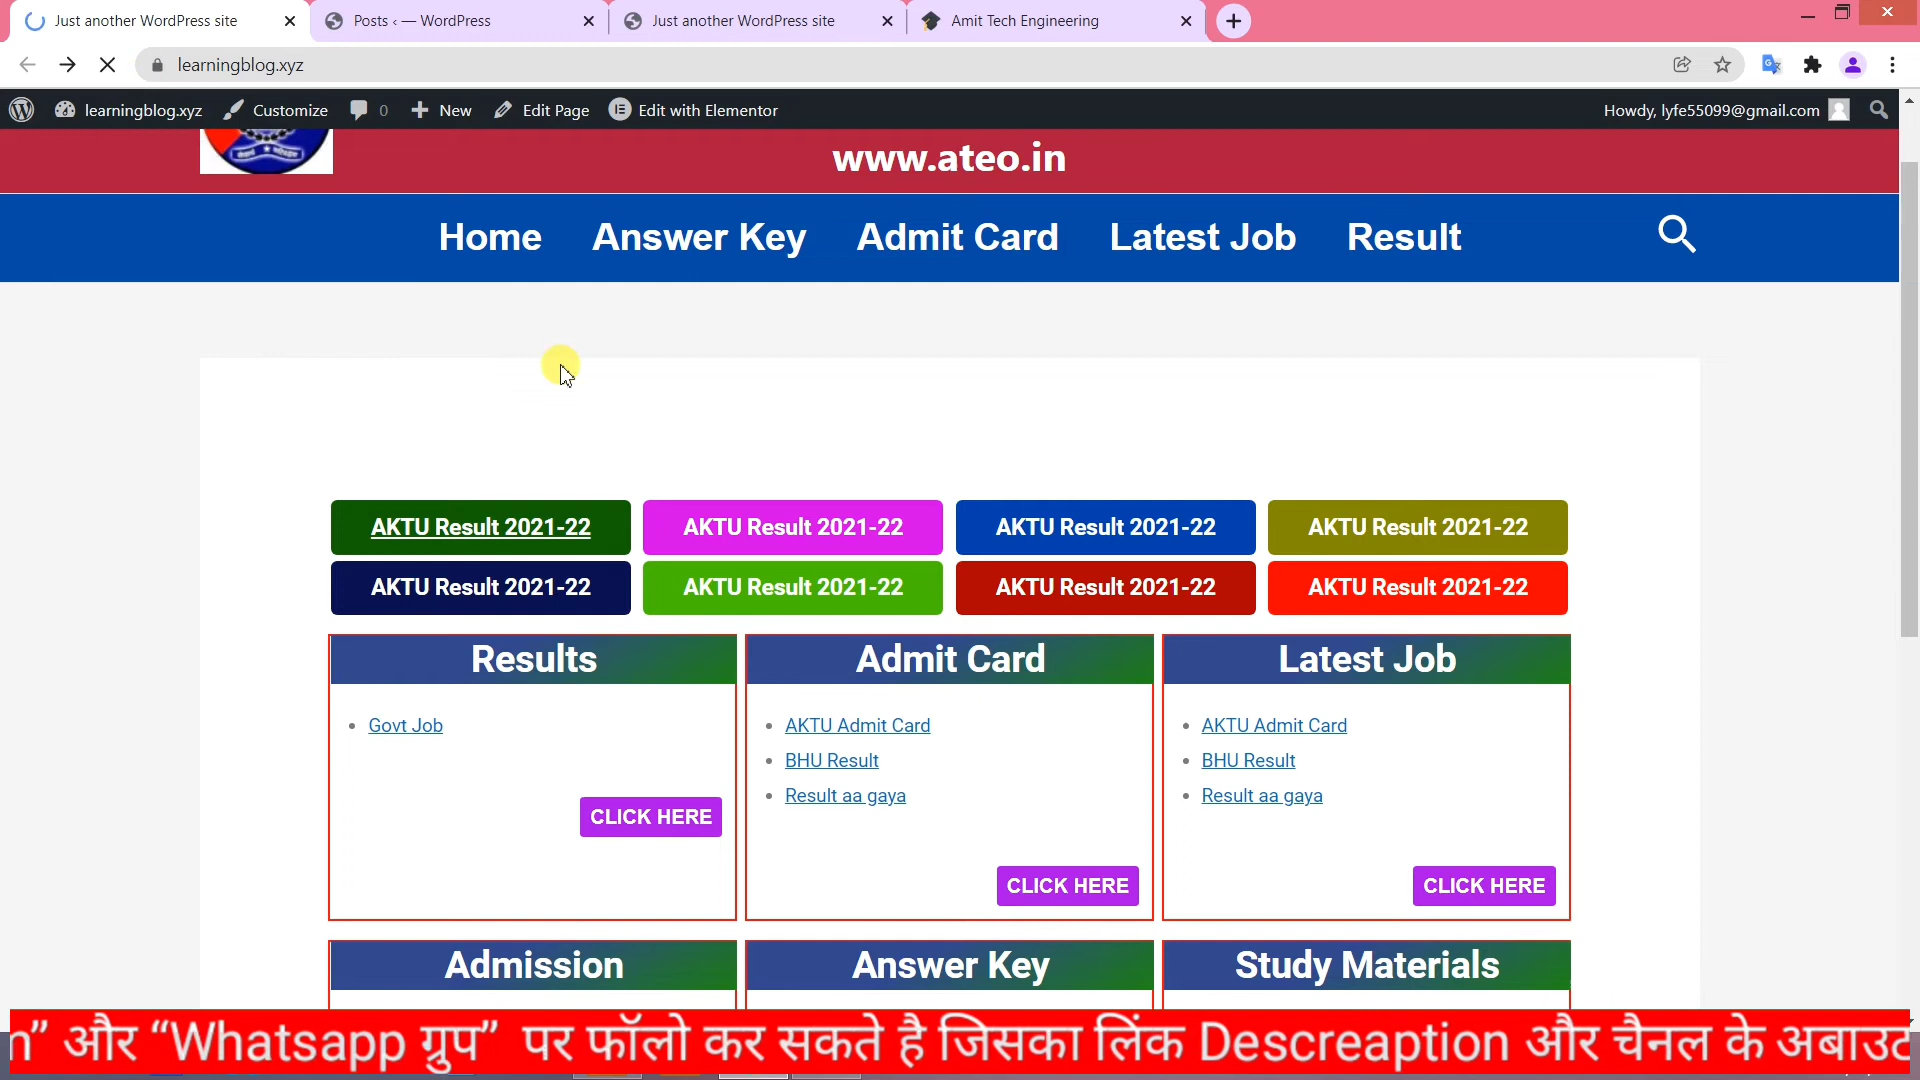 Just another WordPress site
Posts ‹ — WordPress
Just another WordPress site
Amit Tech Engineering
learningblog.xyz
learningblog.xyz
Customize
0
New
Edit Page
Edit with Elementor
Howdy, lyfe55099@gmail.com
www.ateo.in
Home Answer Key Admit Card Latest Job Result
AKTU Result 2021-22 AKTU Result 2021-22 AKTU Result 2021-22 AKTU Result 2021-22
AKTU Result 2021-22 AKTU Result 2021-22 AKTU Result 2021-22 AKTU Result 2021-22
Results
Govt Job
CLICK HERE
Admit Card
AKTU Admit Card
BHU Result
Result aa gaya
CLICK HERE
Latest Job
AKTU Admit Card
BHU Result
Result aa gaya
CLICK HERE
Admission
Answer Key
Study Materials
n” और “Whatsapp ग्रुप” पर फॉलो कर सकते है जिसका लिंक Descreaption और चैनल के अबाउट